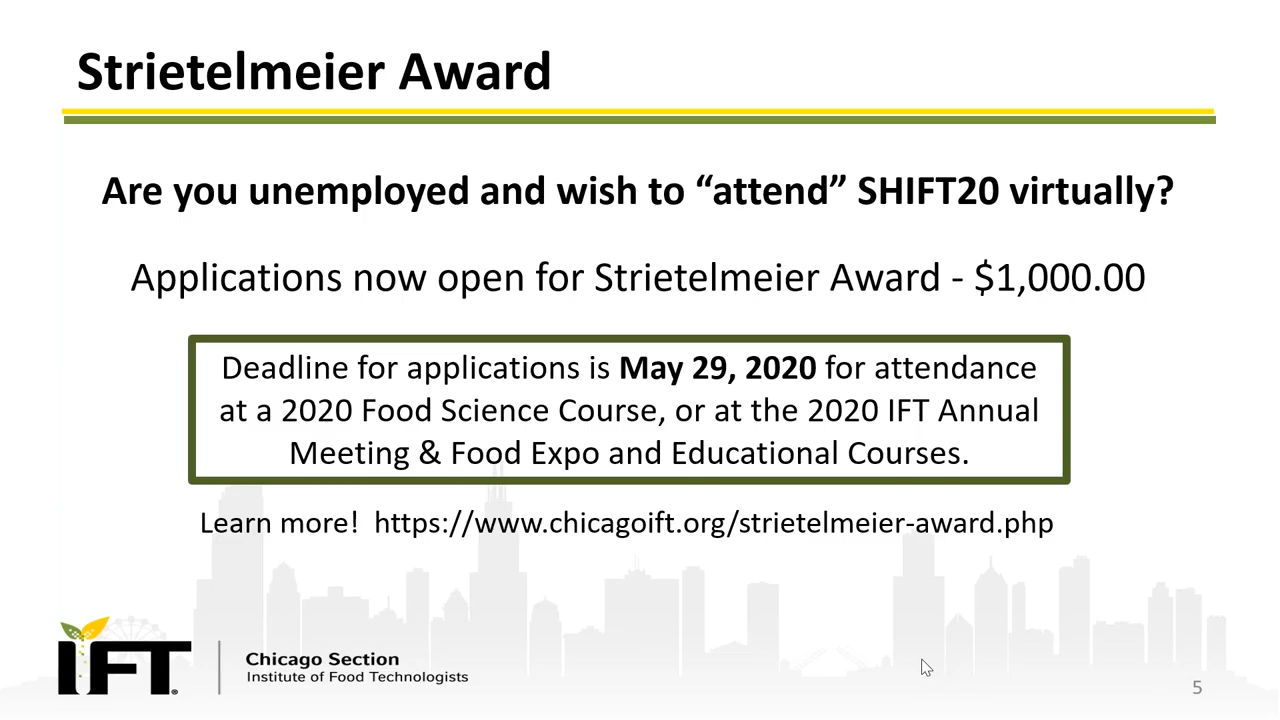 Strietelmeier Award
Are you unemployed and wish to “attend” SHIFT20 virtually?
Applications now open for Strietelmeier Award - $1,000.00
Deadline for applications is May 29, 2020 for attendance
at a 2020 Food Science Course, or at the 2020 IFT Annual
Meeting & Food Expo and Educational Courses.
Learn more!  https://www.chicagoift.org/strietelmeier-award.php
IFT®
Chicago Section
Institute of Food Technologists
5